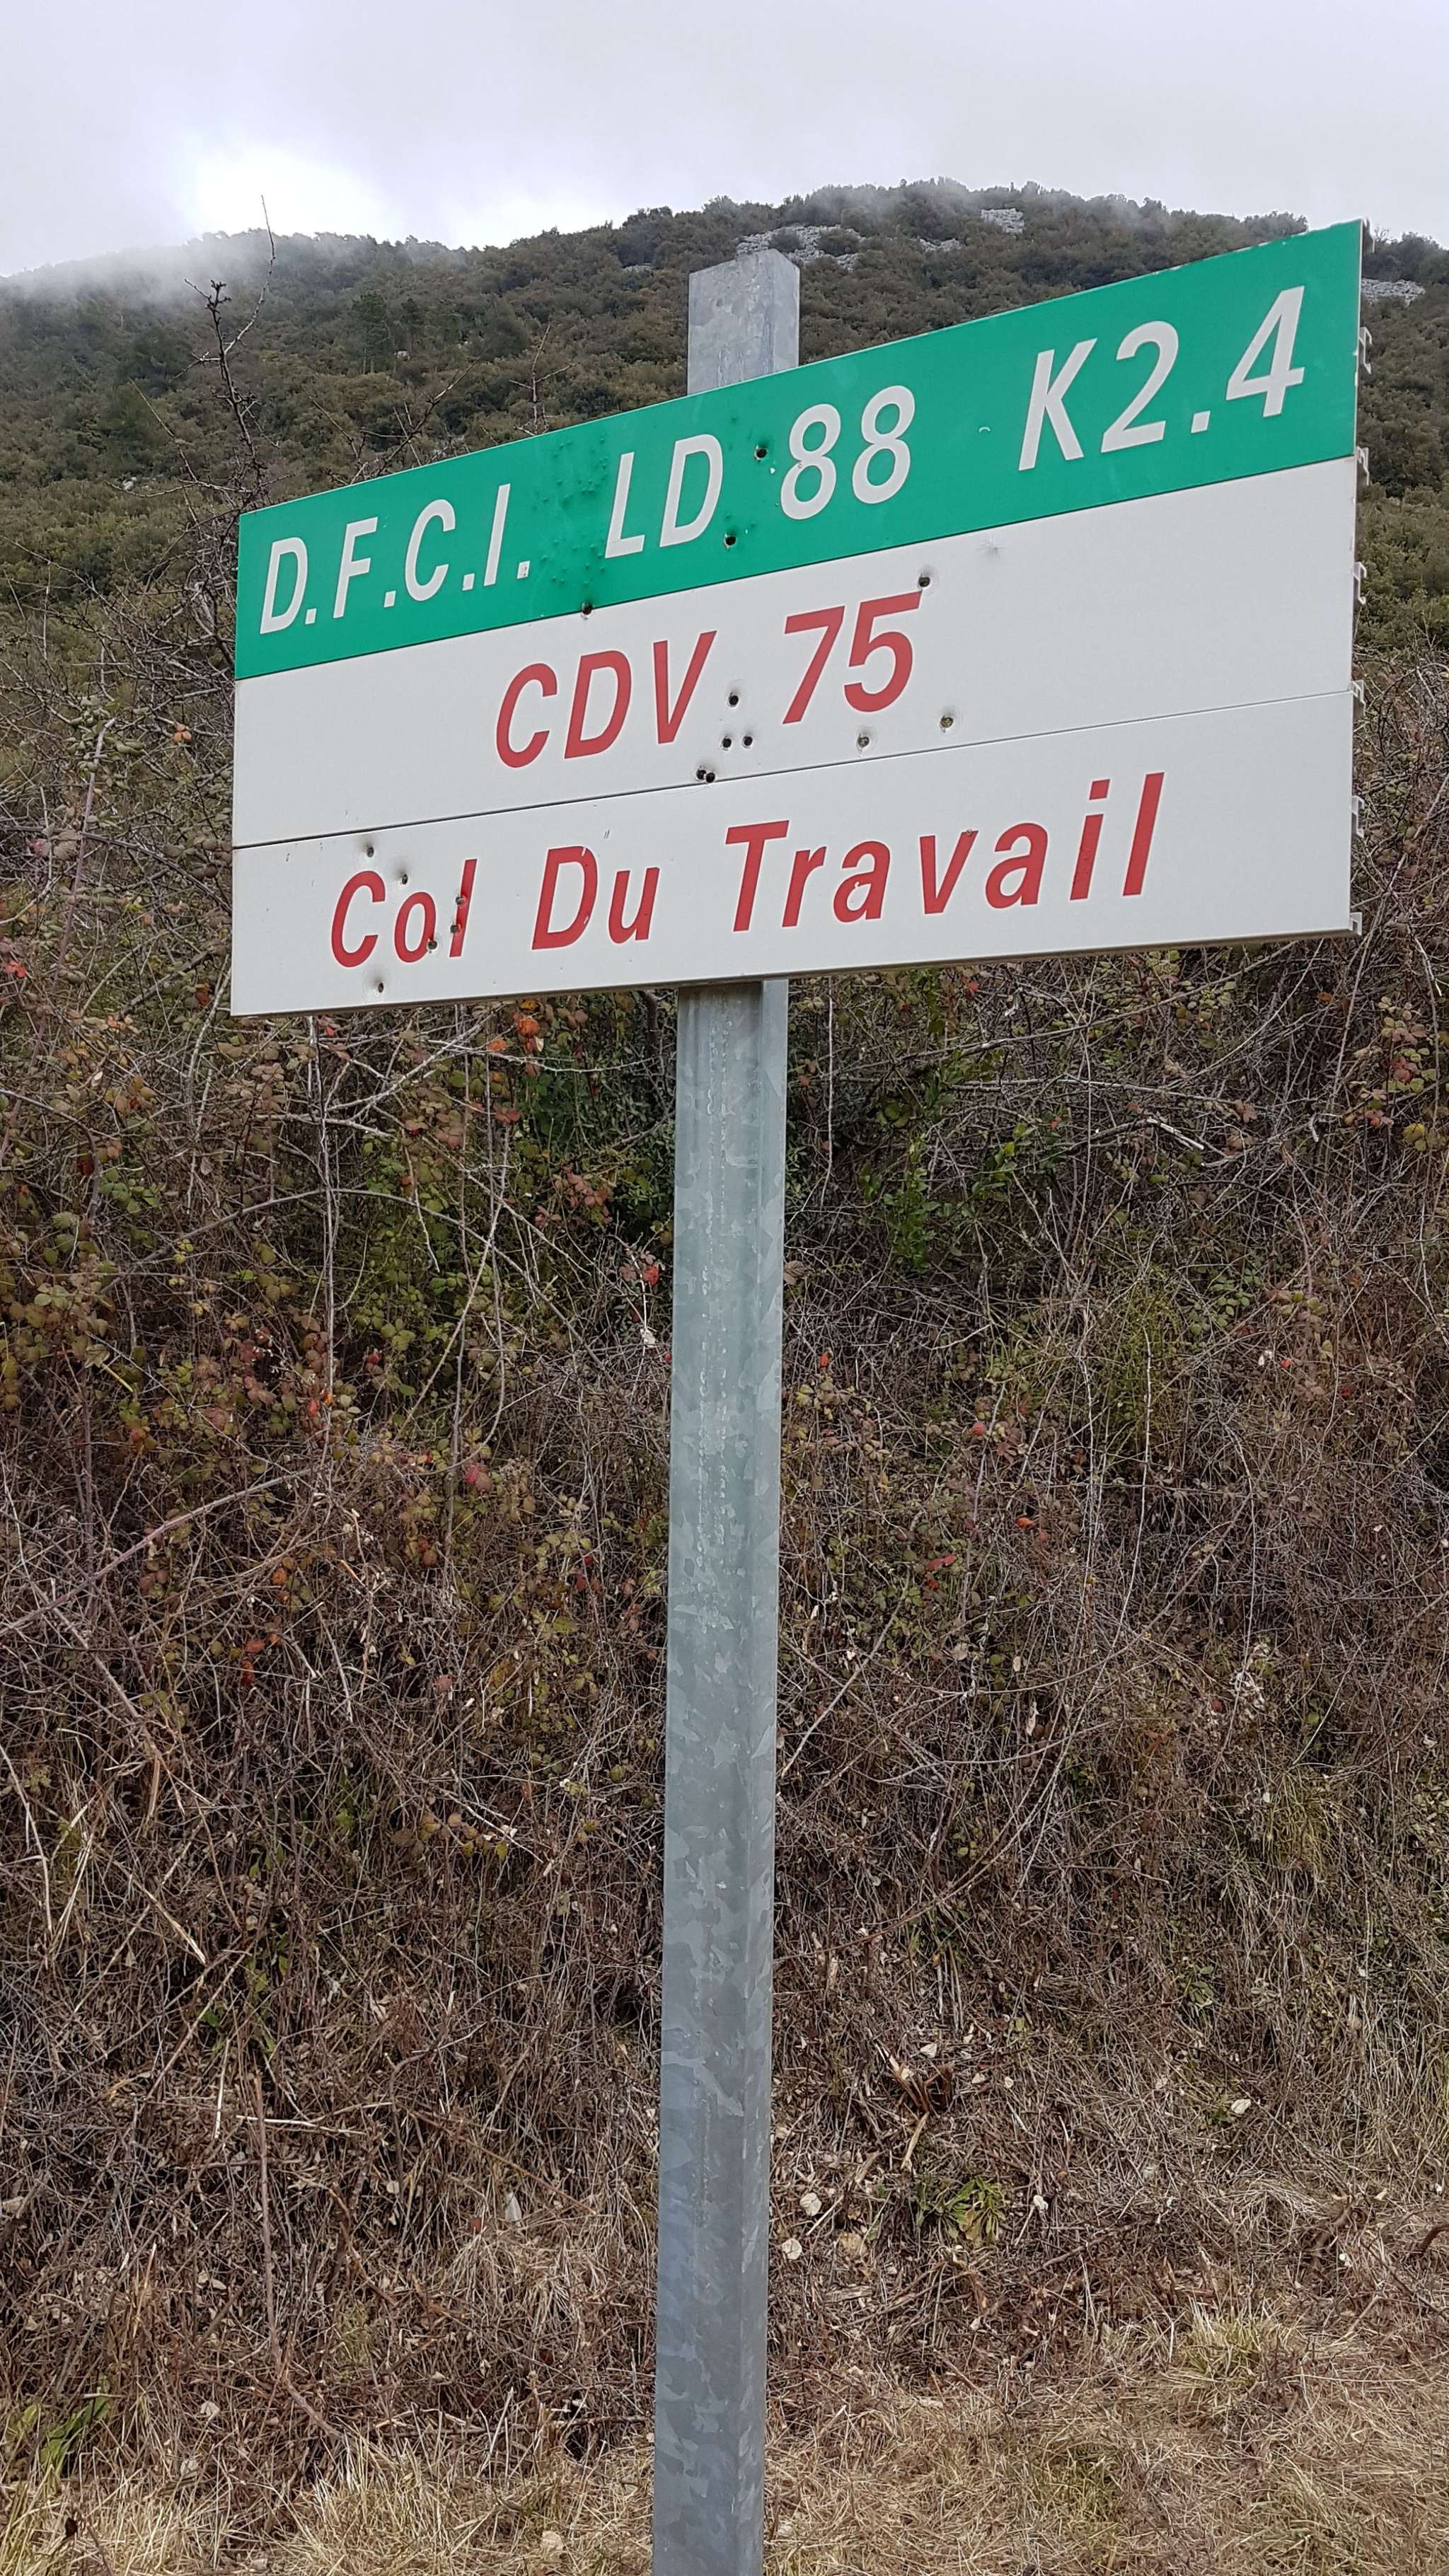 D.F.C.I. LD 88 K2.4
CDV 75
Col Du Travail